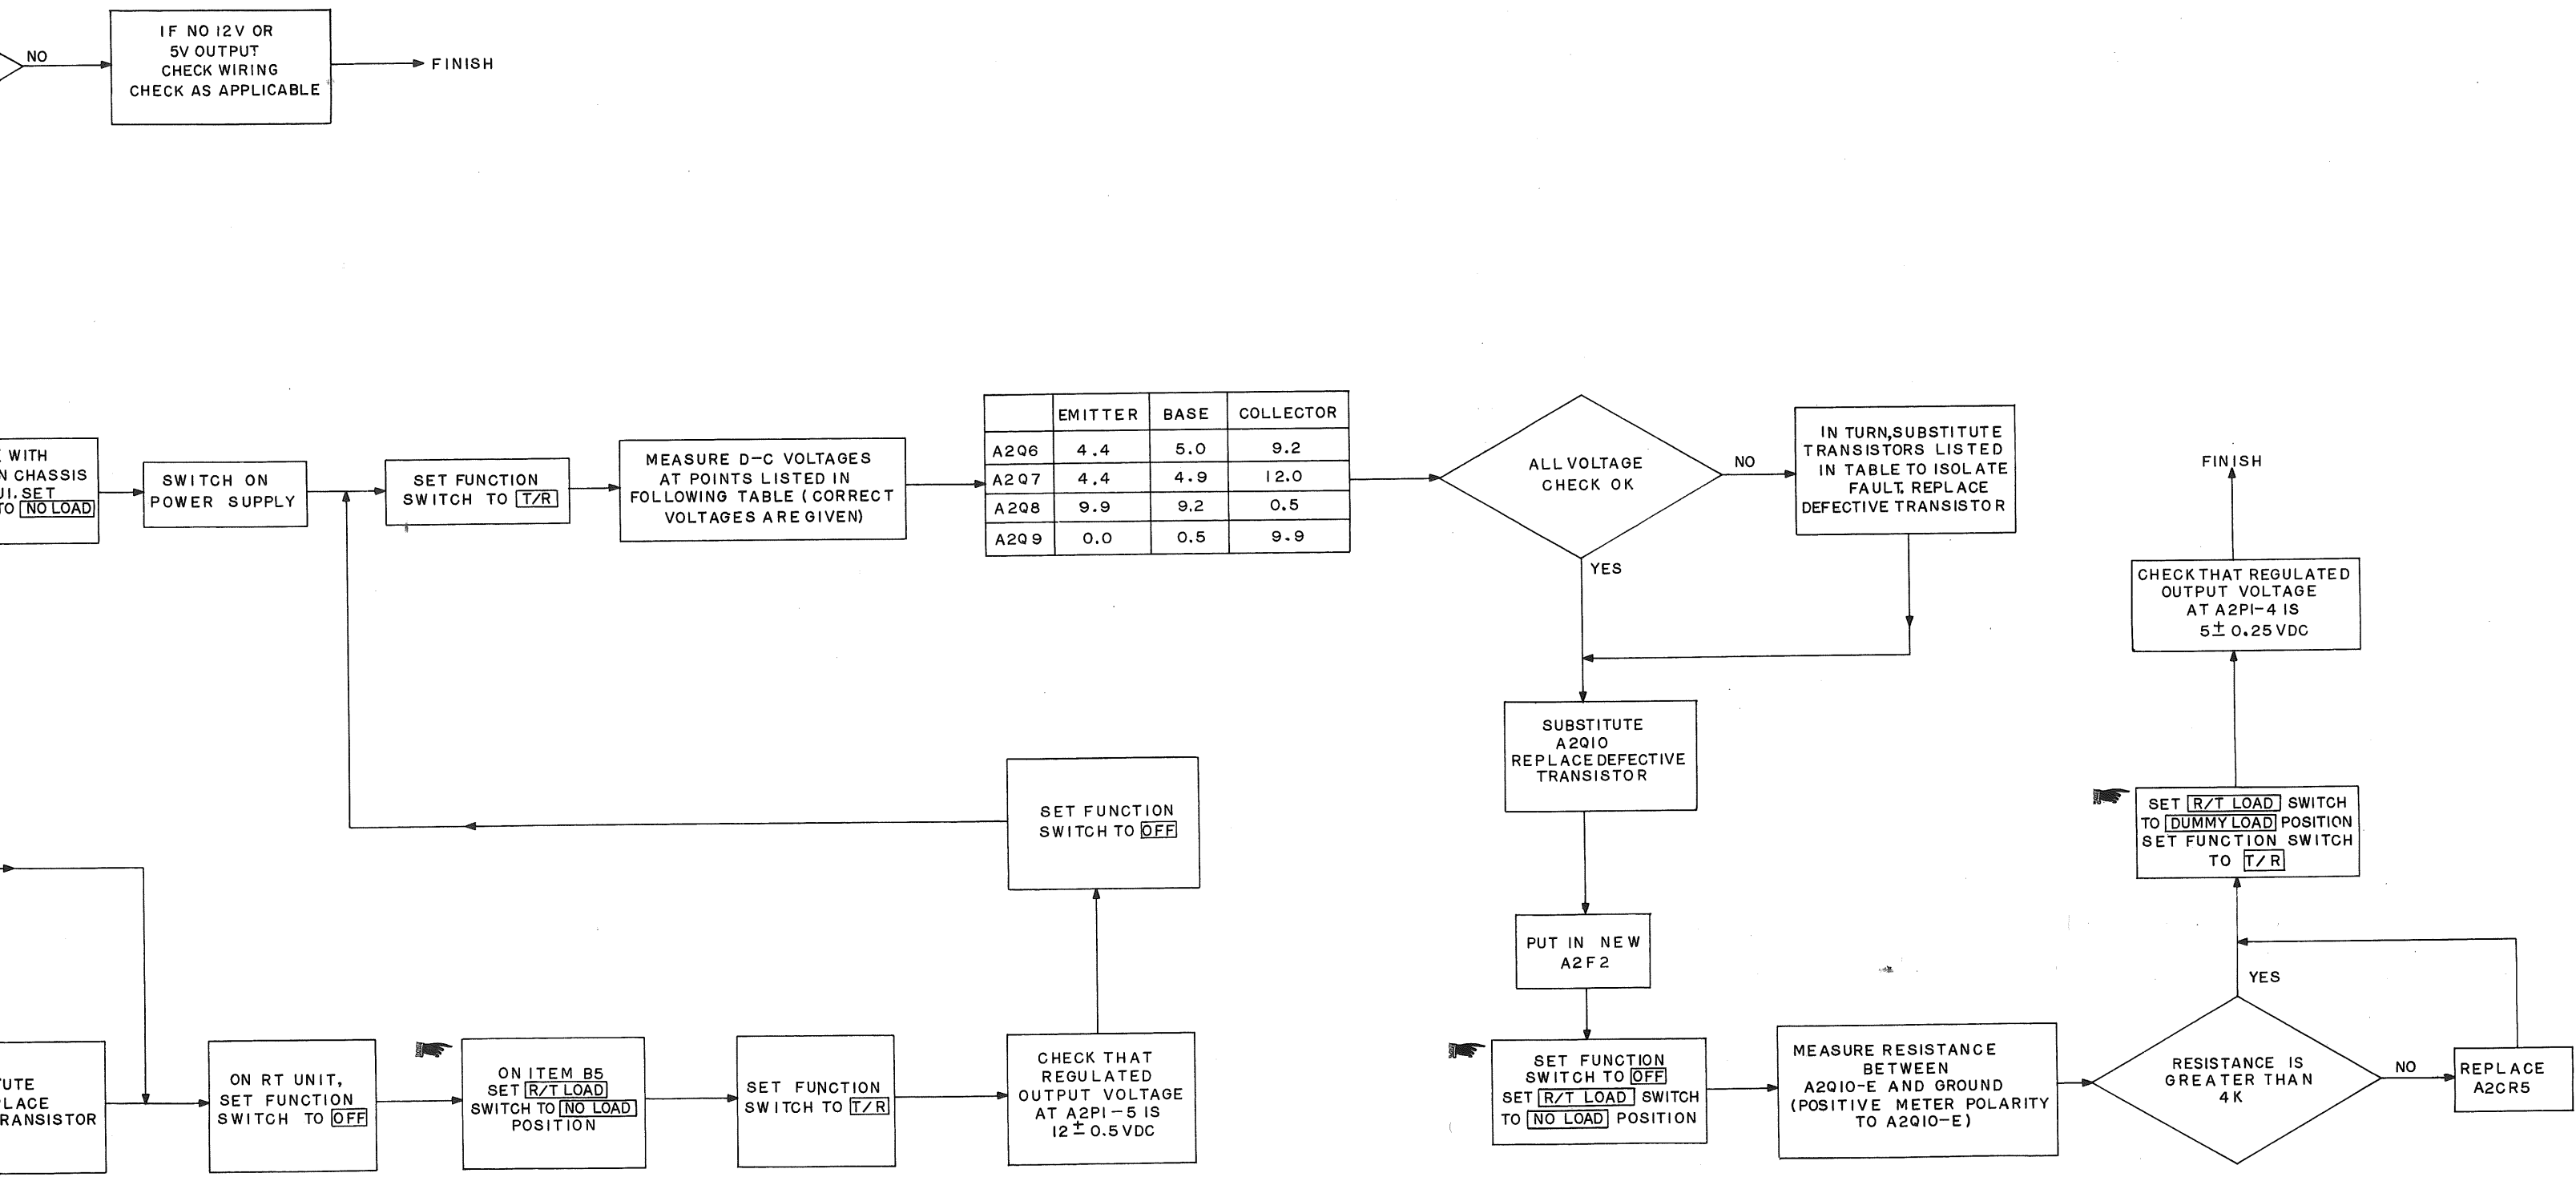 NO
IF NO 12V OR
5V OUTPUT
CHECK WIRING
CHECK AS APPLICABLE
FINISH
WITH
N CHASSIS
U1. SET
TO NO LOAD
SWITCH ON
POWER SUPPLY
SET FUNCTION
SWITCH TO T/R
MEASURE D-C VOLTAGES
AT POINTS LISTED IN
FOLLOWING TABLE (CORRECT
VOLTAGES ARE GIVEN)
EMITTER BASE COLLECTOR
A2Q6 4.4 5.0 9.2
A2Q7 4.4 4.9 12.0
A2Q8 9.9 9.2 0.5
A2Q9 0.0 0.5 9.9
ALL VOLTAGE
CHECK OK
NO
YES
IN TURN, SUBSTITUTE
TRANSISTORS LISTED
IN TABLE TO ISOLATE
FAULT. REPLACE
DEFECTIVE TRANSISTOR
FINISH
CHECK THAT REGULATED
OUTPUT VOLTAGE
AT A2P1-4 IS
5± 0.25 VDC
SUBSTITUTE
A2Q10
REPLACE DEFECTIVE
TRANSISTOR
SET FUNCTION
SWITCH TO OFF
SET R/T LOAD SWITCH
TO DUMMY LOAD POSITION
SET FUNCTION SWITCH
TO T/R
PUT IN NEW
A2F2
YES
UTE
PLACE
RANSISTOR
ON RT UNIT,
SET FUNCTION
SWITCH TO OFF
ON ITEM B5
SET R/T LOAD
SWITCH TO NO LOAD
POSITION
SET FUNCTION
SWITCH TO T/R
CHECK THAT
REGULATED
OUTPUT VOLTAGE
AT A2P1-5 IS
12 ± 0.5 VDC
SET FUNCTION
SWITCH TO OFF
SET R/T LOAD SWITCH
TO NO LOAD POSITION
MEASURE RESISTANCE
BETWEEN
A2Q10-E AND GROUND
(POSITIVE METER POLARITY
TO A2Q10-E)
RESISTANCE IS
GREATER THAN
4K
NO
REPLACE
A2CR5